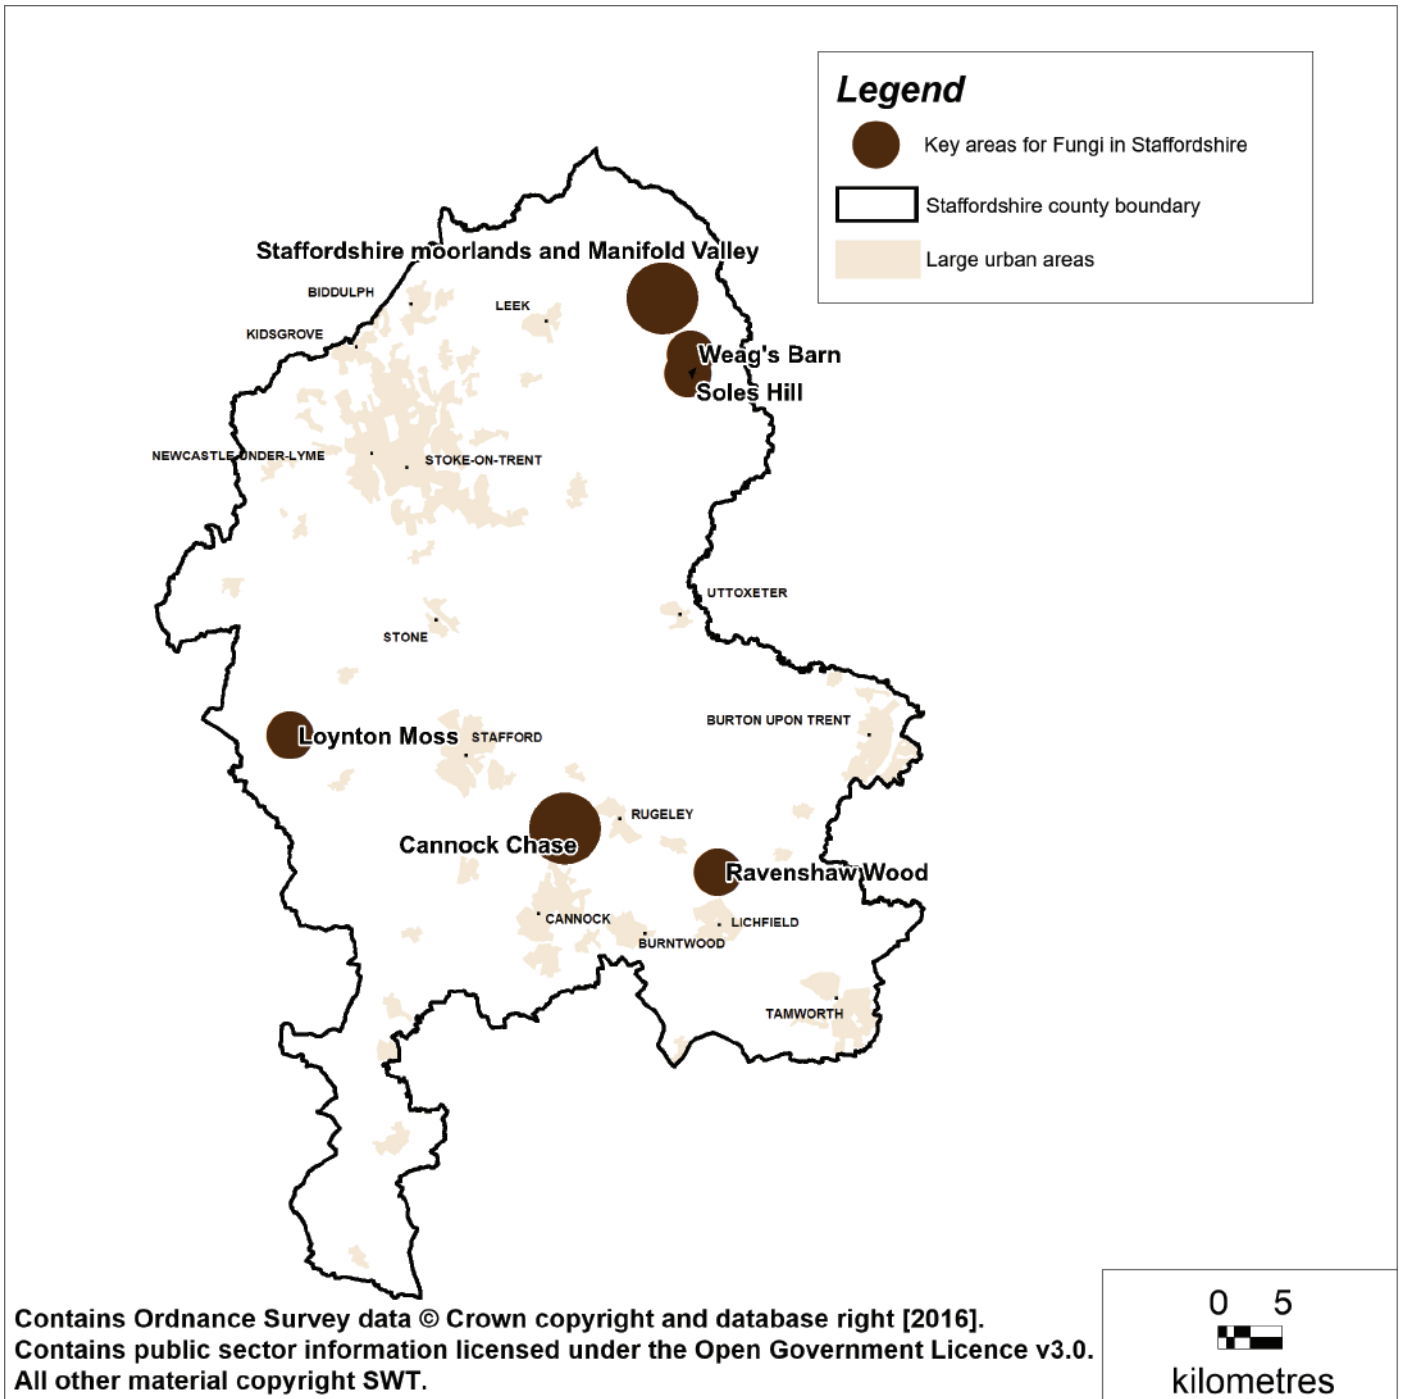 Legend
Key areas for Fungi in Staffordshire
Staffordshire county boundary
Large urban areas
Staffordshire moorlands and Manifold Valley
BIDDULPH
LEEK
KIDSGROVE
Weag's Barn
Soles Hill
NEWCASTLE-UNDER-LYME
STOKE-ON-TRENT
UTTOXETER
STONE
BURTON UPON TRENT
Loynton Moss
STAFFORD
RUGELEY
Cannock Chase
Ravenshaw Wood
CANNOCK
LICHFIELD
BURNTWOOD
TAMWORTH
0 5
kilometres
Contains Ordnance Survey data © Crown copyright and database right [2016].
Contains public sector information licensed under the Open Government Licence v3.0.
All other material copyright SWT.